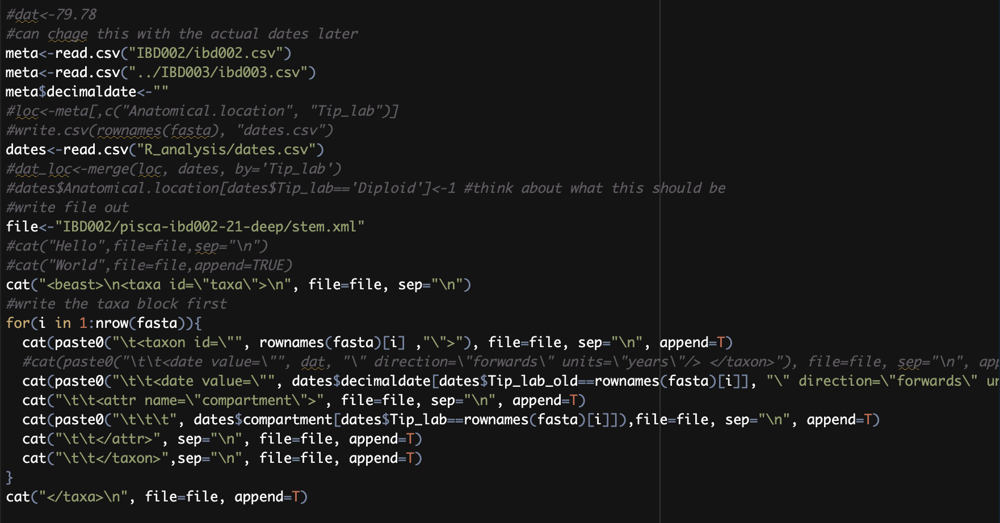 #dat<-79.78
#can chage this with the actual dates later
meta<-read.csv("IBD002/ibd002.csv")
meta<-read.csv("../IBD003/ibd003.csv")
meta$decimaldate<-""
#loc<-meta[,c("Anatomical.location", "Tip_lab")]
#write.csv(rownames(fasta), "dates.csv")
dates<-read.csv("R_analysis/dates.csv")
#dat_loc<-merge(loc, dates, by='Tip_lab')
#dates$Anatomical.location[dates$Tip_lab=='Diploid']<-1 #think about what this should be
#write file out
file<-"IBD002/pisca-ibd002-21-deep/stem.xml"
#cat("Hello",file=file,sep="\n")
#cat("World",file=file,append=TRUE)
cat("<beast>\n<taxa id=\"taxa\">\n", file=file, sep="\n")
#write the taxa block first
for(i in 1:nrow(fasta)){
  cat(paste0("\t<taxon id=\"", rownames(fasta)[i] ,"\">"), file=file, sep="\n", append=T)
  #cat(paste0("\t\t<date value=\"", dat, "\" direction=\"forwards\" units=\"years\"/> </taxon>"), file=file, sep="\n", app
  cat(paste0("\t\t<date value=\"", dates$decimaldate[dates$Tip_lab_old==rownames(fasta)[i]], "\" direction=\"forwards\" un
  cat("\t\t<attr name=\"compartment\">", file=file, sep="\n", append=T)
  cat(paste0("\t\t\t", dates$compartment[dates$Tip_lab==rownames(fasta)[i]]),file=file, sep="\n", append=T)
  cat("\t\t</attr>", sep="\n", file=file, append=T)
  cat("\t\t</taxon>",sep="\n", file=file, append=T)
}
cat("</taxa>\n", file=file, append=T)